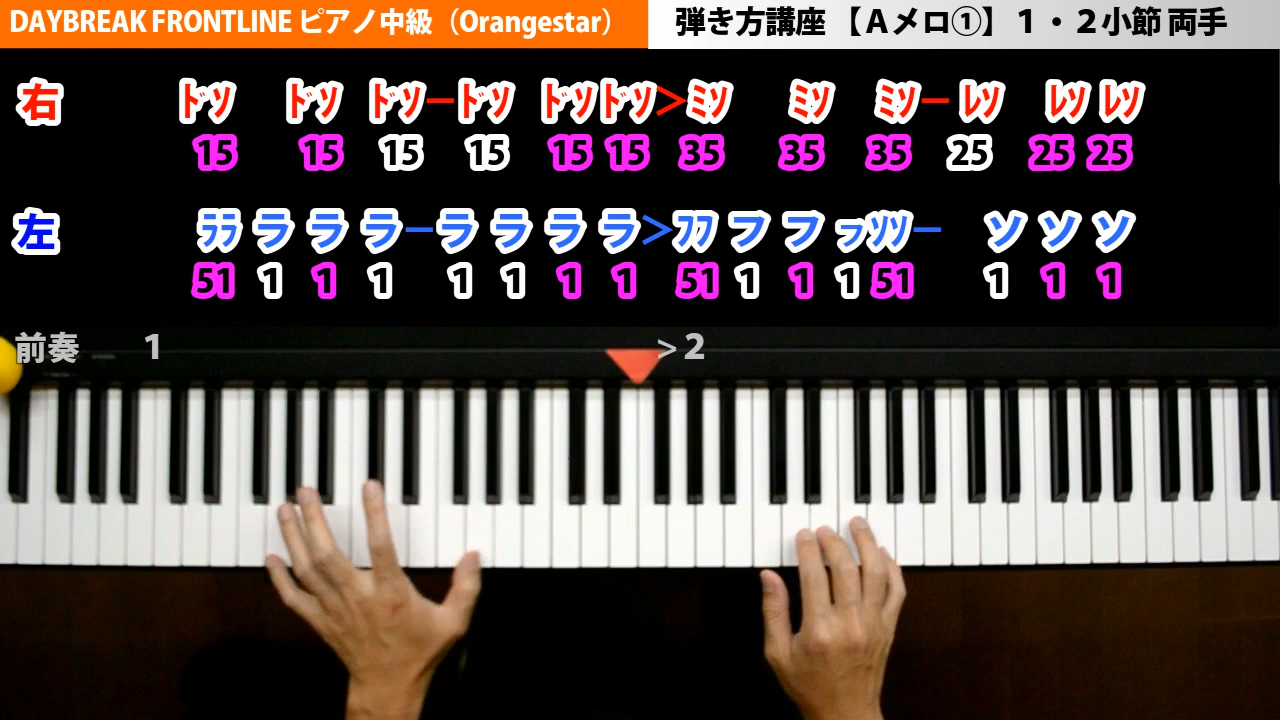 DAYBREAK FRONTLINE ピアノ中級（Orangestar）
弾き方講座 【Ａメロ①】１・２小節 両手
右 ﾄﾞｿ ﾄﾞｿ ﾄﾞｿーﾄﾞｿ ﾄﾞｿ ﾄﾞｿ＞ﾐｿ ﾐｿ ﾐｿーﾚｿ ﾚｿ ﾚｿ
15 15 15 15 15 15 35 35 35 25 25 25
左 ﾗﾗ ラ ラ ラーラ ラ ラ ラ＞ﾌﾌ フ フ っｿｿー ソ ソ ソ
51 1 1 1 1 1 1 1 51 1 1 1 51 1 1 1
前奏 1 ＞2